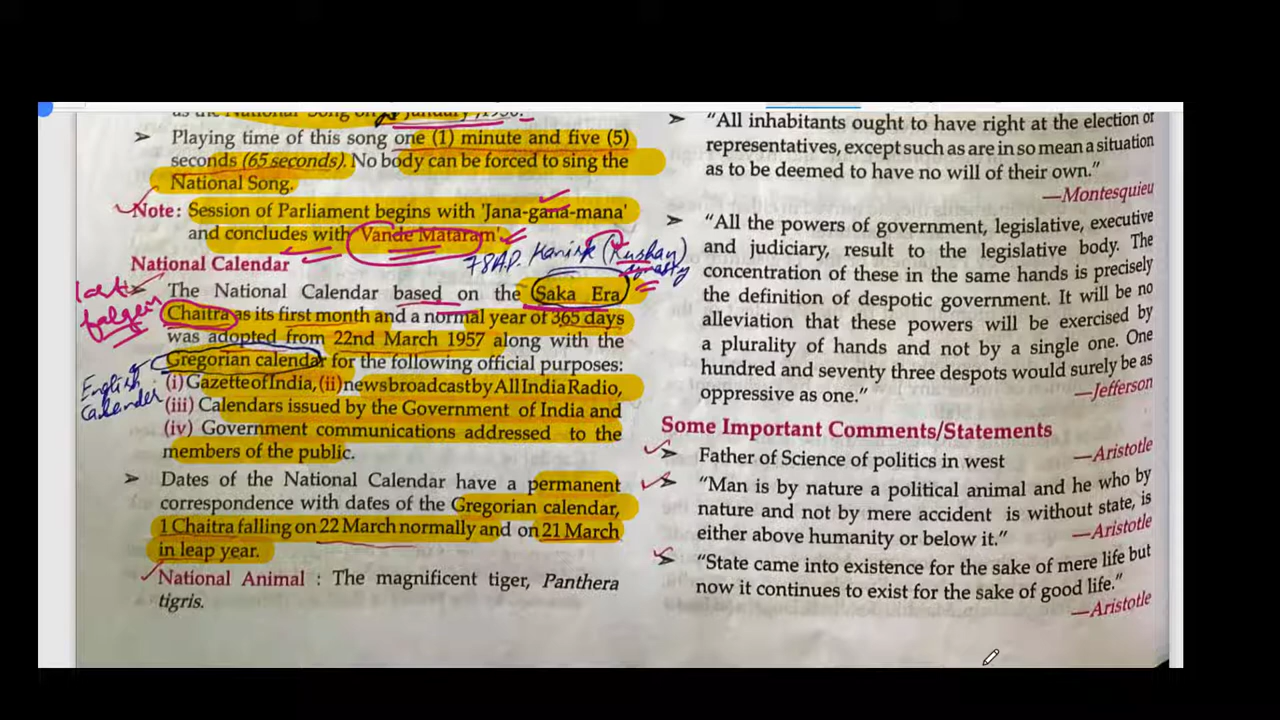 as the National Song on January, 1950.
➢ Playing time of this song one (1) minute and five (5)
seconds (65 seconds). No body can be forced to sing the
National Song.
Note: Session of Parliament begins with 'Jana-gana-mana'
and concludes with Vande Mataram'.
78 AD. Kanisk (Kushan)
dynasty
National Calendar
last
falgun
➢ The National Calendar based on the Saka Era
Chaitra as its first month and a normal year of 365 days
was adopted from 22nd March 1957 along with the
Gregorian calendar for the following official purposes:
English
Calender
(i) Gazette of India, (ii) news broadcast by All India Radio,
(iii) Calendars issued by the Government of India and
(iv) Government communications addressed to the
members of the public.
➢ Dates of the National Calendar have a permanent
correspondence with dates of the Gregorian calendar,
1 Chaitra falling on 22 March normally and on 21 March
in leap year.
National Animal : The magnificent tiger, Panthera
tigris.
➢ "All inhabitants ought to have right at the election of
representatives, except such as are in so mean a situation
as to be deemed to have no will of their own."
—Montesquieu
➢ "All the powers of government, legislative, executive
and judiciary, result to the legislative body. The
concentration of these in the same hands is precisely
the definition of despotic government. It will be no
alleviation that these powers will be exercised by
a plurality of hands and not by a single one. One
hundred and seventy three despots would surely be as
oppressive as one."
—Jefferson
Some Important Comments/Statements
➢ Father of Science of politics in west —Aristotle
➢ "Man is by nature a political animal and he who by
nature and not by mere accident is without state, is
either above humanity or below it."
—Aristotle
➢ "State came into existence for the sake of mere life but
now it continues to exist for the sake of good life."
—Aristotle